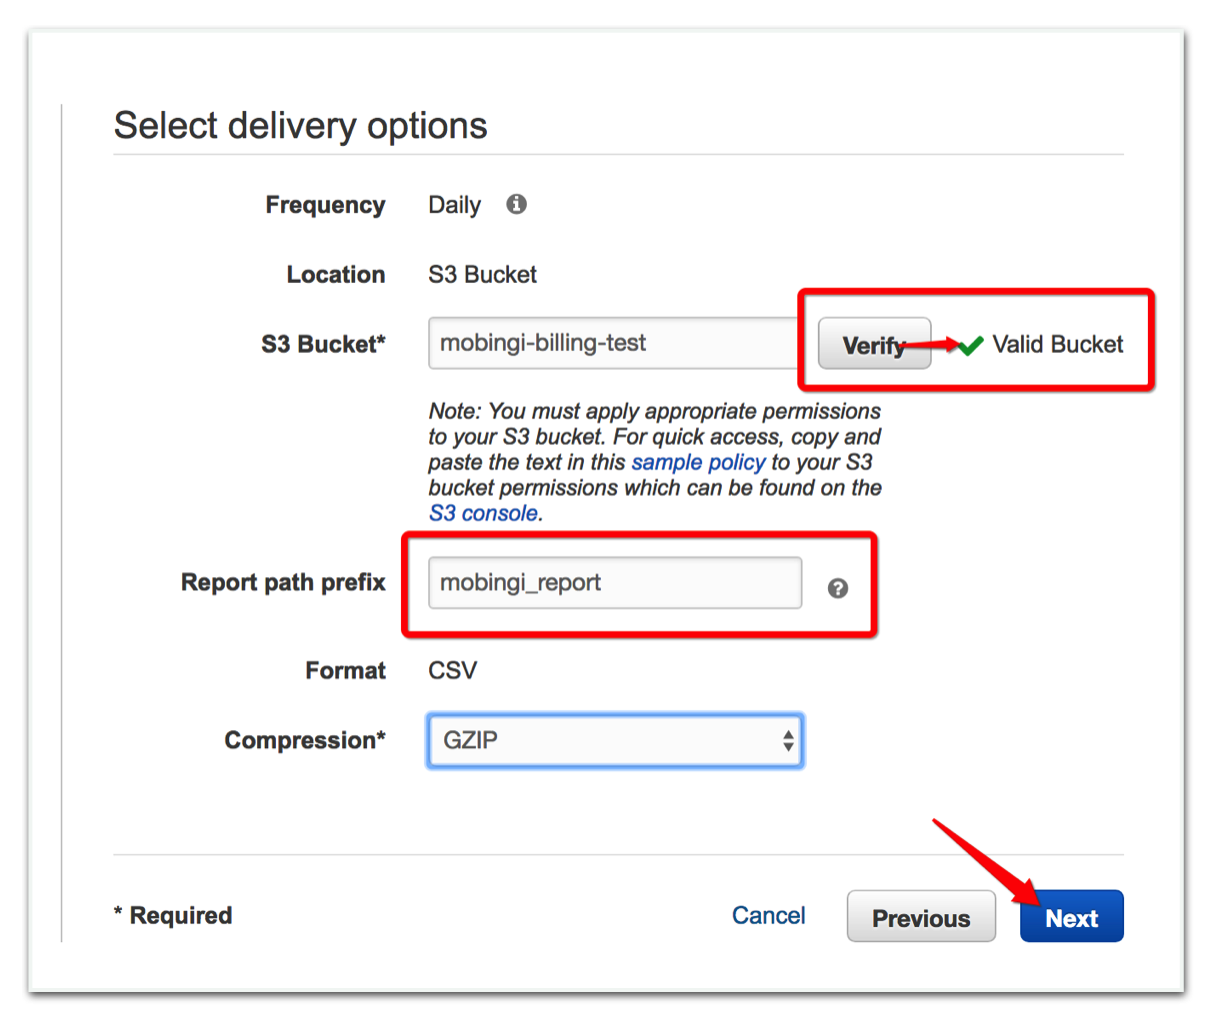 Select delivery options
Frequency Daily
Location S3 Bucket
S3 Bucket* mobingi-billing-test Verify Valid Bucket
Note: You must apply appropriate permissions
to your S3 bucket. For quick access, copy and
paste the text in this sample policy to your S3
bucket permissions which can be found on the
S3 console.
Report path prefix mobingi_report ?
Format CSV
Compression* GZIP
* Required Cancel Previous Next